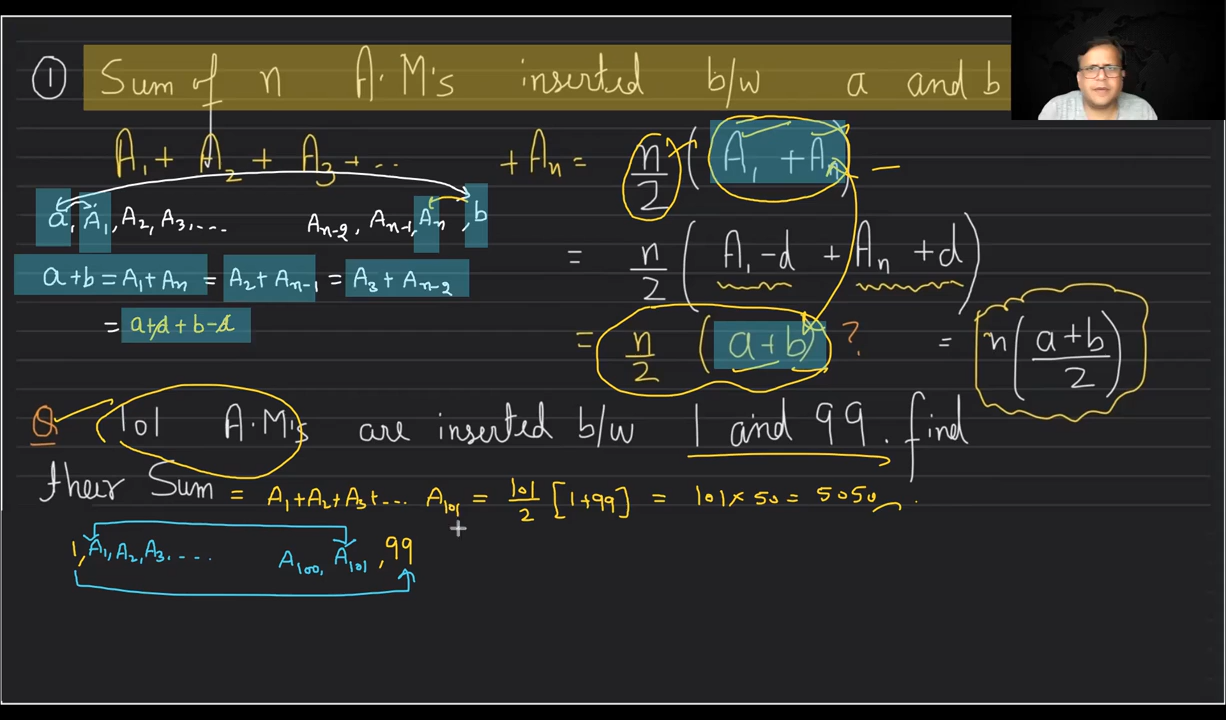 ① Sum of n A.M's inserted b/w a and b
A₁ + A₂ + A₃ + ... + Aₙ = n/2 (A₁ + Aₙ) —
a, A₁, A₂, A₃, ... Aₙ₋₂, Aₙ₋₁, Aₙ, b
= n/2 (A₁ - d + Aₙ + d)
a+b = A₁ + Aₙ = A₂ + Aₙ₋₁ = A₃ + Aₙ₋₂
= a+d + b-d
= n/2 (a+b) ? = n(a+b/2)
Q 101 A.M's are inserted b/w 1 and 99. find
their Sum = A₁+A₂+A₃+... A₁₀₁ = 101/2 [1+99] = 101×50 = 5050
1, A₁, A₂, A₃, ... A₁₀₀, A₁₀₁, 99